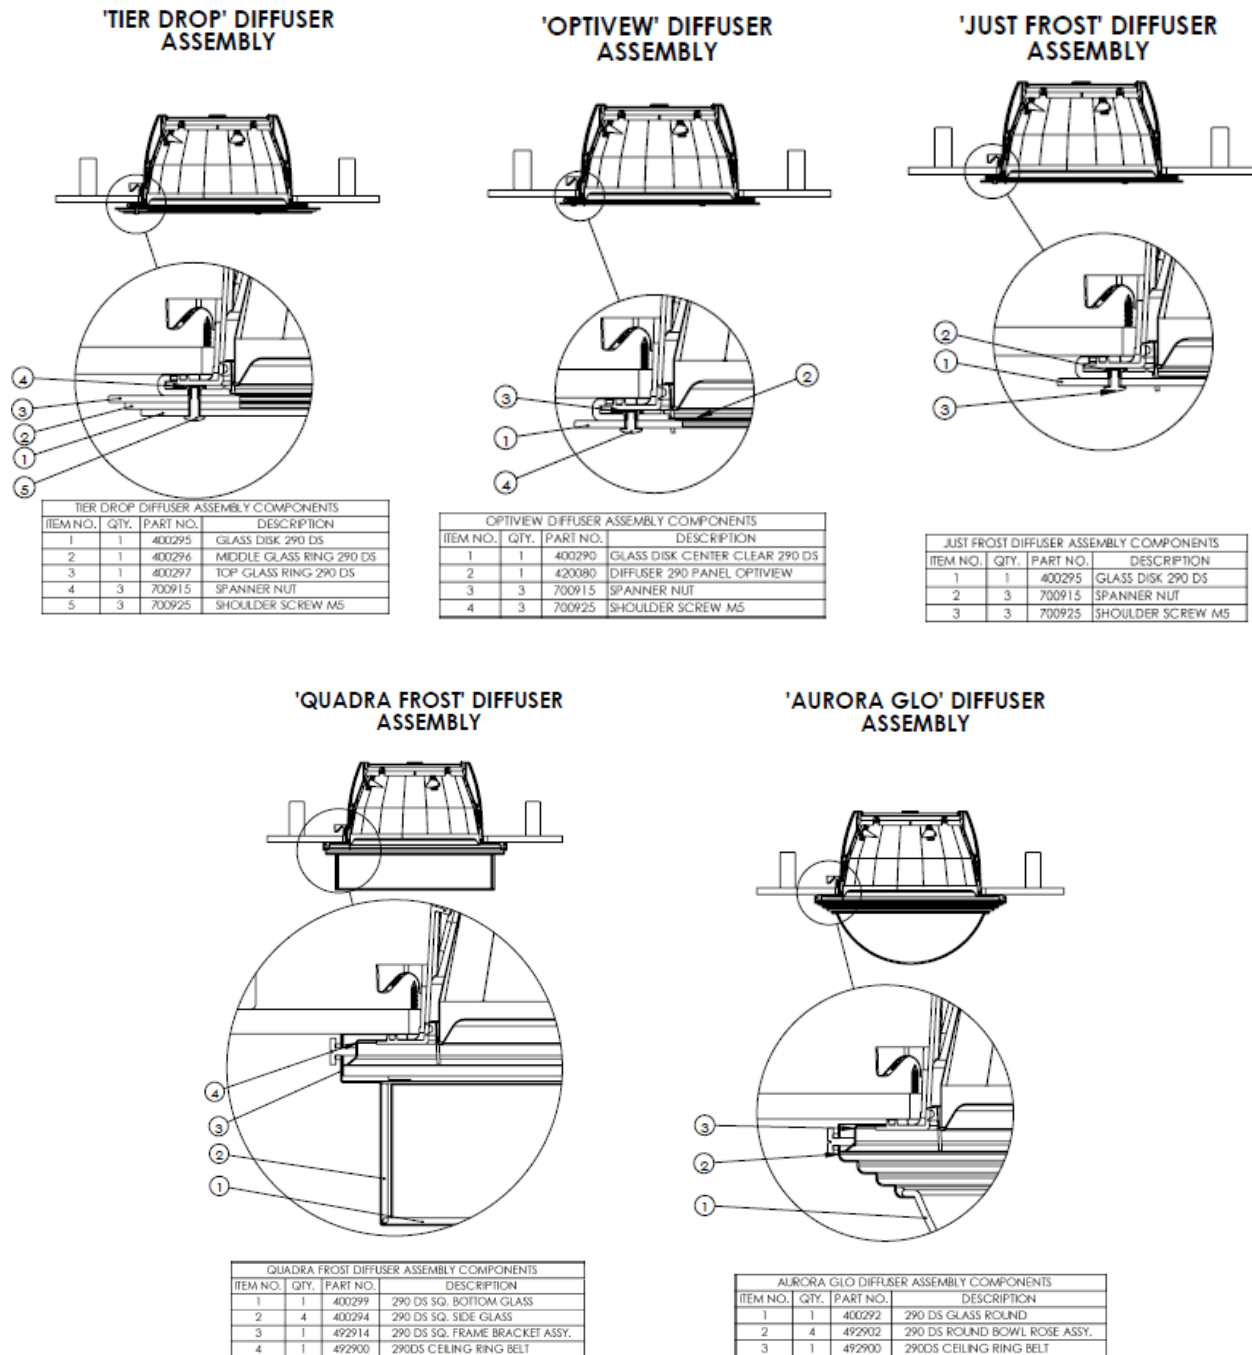 'TIER DROP' DIFFUSER
ASSEMBLY
'OPTIVEW' DIFFUSER
ASSEMBLY
'JUST FROST' DIFFUSER
ASSEMBLY
4
3
2
1
5
3
1
4
2
2
1
3
TIER DROP DIFFUSER ASSEMBLY COMPONENTS
ITEM NO. QTY. PART NO. DESCRIPTION
1 1 400295 GLASS DISK 290 DS
2 1 400296 MIDDLE GLASS RING 290 DS
3 1 400297 TOP GLASS RING 290 DS
4 3 700915 SPANNER NUT
5 3 700925 SHOULDER SCREW M5
OPTIVIEW DIFFUSER ASSEMBLY COMPONENTS
ITEM NO. QTY. PART NO. DESCRIPTION
1 1 400290 GLASS DISK CENTER CLEAR 290 DS
2 1 420080 DIFFUSER 290 PANEL OPTIVIEW
3 3 700915 SPANNER NUT
4 3 700925 SHOULDER SCREW M5
JUST FROST DIFFUSER ASSEMBLY COMPONENTS
ITEM NO. QTY. PART NO. DESCRIPTION
1 1 400295 GLASS DISK 290 DS
2 3 700915 SPANNER NUT
3 3 700925 SHOULDER SCREW M5
'QUADRA FROST' DIFFUSER
ASSEMBLY
'AURORA GLO' DIFFUSER
ASSEMBLY
4
3
2
1
3
2
1
QUADRA FROST DIFFUSER ASSEMBLY COMPONENTS
ITEM NO. QTY. PART NO. DESCRIPTION
1 1 400299 290 DS SQ. BOTTOM GLASS
2 4 400294 290 DS SQ. SIDE GLASS
3 1 492914 290 DS SQ. FRAME BRACKET ASSY.
4 1 492900 290DS CEILING RING BELT
AURORA GLO DIFFUSER ASSEMBLY COMPONENTS
ITEM NO. QTY. PART NO. DESCRIPTION
1 1 400292 290 DS GLASS ROUND
2 4 492902 290 DS ROUND BOWL ROSE ASSY.
3 1 492900 290DS CEILING RING BELT